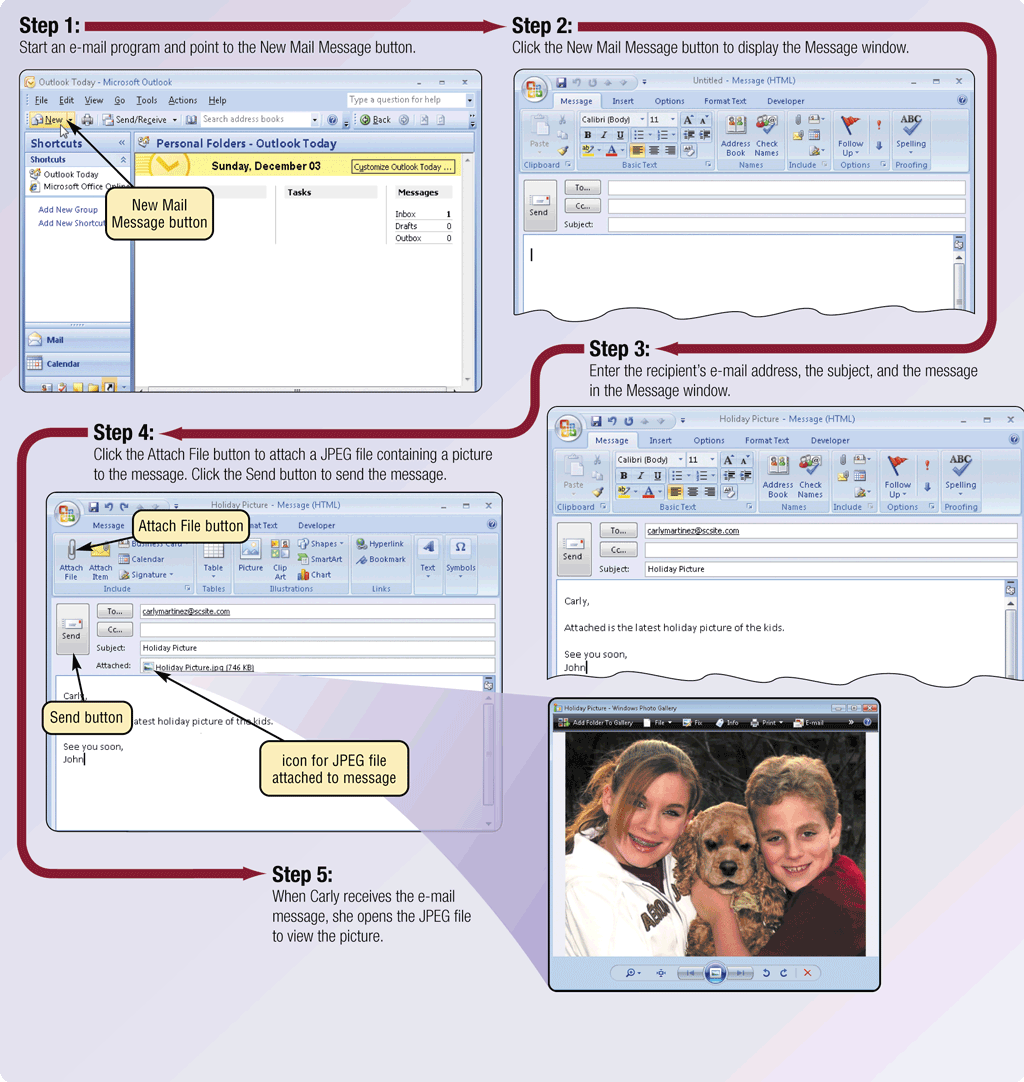 Step 1:
Start an e-mail program and point to the New Mail Message button.
Outlook Today - Microsoft Outlook
File Edit View Go Tools Actions Help
Type a question for help
New Send/Receive Search address books Back
Shortcuts
Personal Folders - Outlook Today
Shortcuts
Outlook Today
Microsoft Office Online
Add New Group
Add New Shortcut
Sunday, December 03
Customize Outlook Today ...
Tasks
Messages
Inbox 1
Drafts 0
Outbox 0
New Mail
Message button
Mail
Calendar
Step 2:
Click the New Mail Message button to display the Message window.
Untitled - Message (HTML)
Message Insert Options Format Text Developer
Paste
Calibri (Body) 11
B I U
Address Book
Check Names
Follow Up
ABC
Spelling
Clipboard Basic Text Names Include Options Proofing
Send
To...
Cc...
Subject:
Step 3:
Enter the recipient's e-mail address, the subject, and the message
in the Message window.
Holiday Picture - Message (HTML)
Message Insert Options Format Text Developer
Paste
Calibri (Body) 11
B I U
Address Book
Check Names
Follow Up
ABC
Spelling
Clipboard Basic Text Names Include Options Proofing
Send
To... carlymartinez@scsite.com
Cc...
Subject: Holiday Picture
Carly,
Attached is the latest holiday picture of the kids.
See you soon,
John
Step 4:
Click the Attach File button to attach a JPEG file containing a picture
to the message. Click the Send button to send the message.
Holiday Picture - Message (HTML)
Message Text Developer
Attach File button
Attach File
Attach Item
Business Card
Calendar
Signature
Table
Picture
Clip Art
Shapes
SmartArt
Chart
Hyperlink
Bookmark
Text
Symbols
Include Tables Illustrations Links
Send
To... carlymartinez@scsite.com
Cc...
Subject: Holiday Picture
Attached: Holiday Picture.jpg (746 KB)
Carly,
latest holiday picture of the kids.
See you soon,
John
Send button
icon for JPEG file
attached to message
Step 5:
When Carly receives the e-mail
message, she opens the JPEG file
to view the picture.
Holiday Picture - Windows Photo Gallery
Add Folder To Gallery File Fix Info Print E-mail